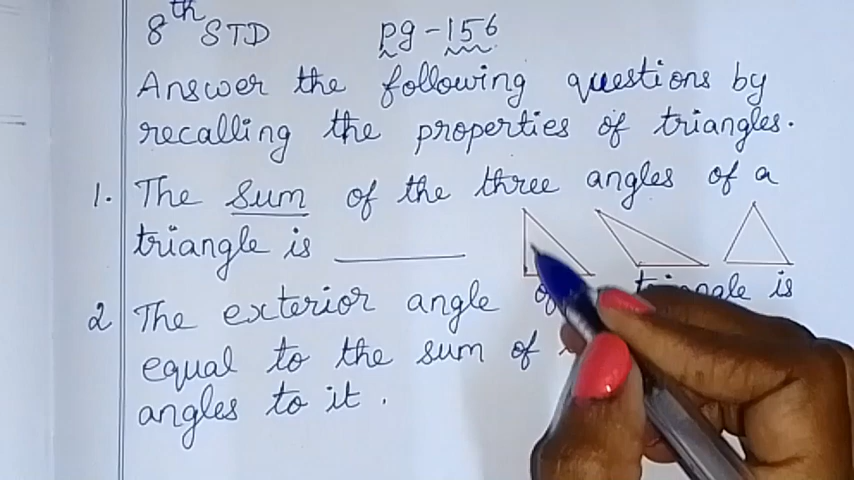 8th STD pg-156
Answer the following questions by
recalling the properties of triangles.
1. The sum of the three angles of a
triangle is ________
2 The exterior angle of triangle is
equal to the sum of
angles to it.